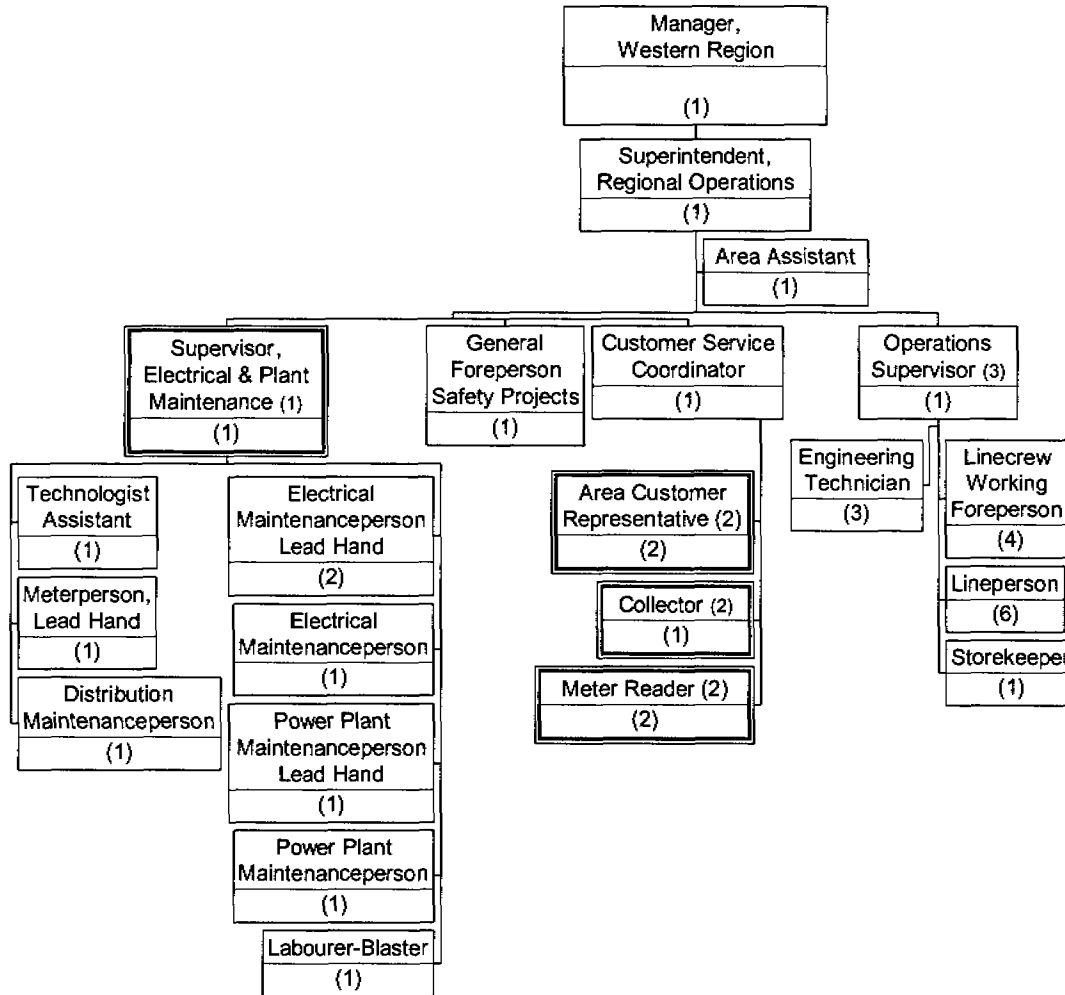 Manager,
Western Region
(1)
Superintendent,
Regional Operations
(1)
Area Assistant
(1)
Supervisor,
Electrical & Plant
Maintenance (1)
(1)
General
Foreperson
Safety Projects
(1)
Customer Service
Coordinator
(1)
Operations
Supervisor (3)
(1)
Technologist
Assistant
(1)
Meterperson,
Lead Hand
(1)
Distribution
Maintenanceperson
(1)
Electrical
Maintenanceperson
Lead Hand
(2)
Electrical
Maintenanceperson
(1)
Power Plant
Maintenanceperson
Lead Hand
(1)
Power Plant
Maintenanceperson
(1)
Labourer-Blaster
(1)
Area Customer
Representative (2)
(2)
Collector (2)
(1)
Meter Reader (2)
(2)
Engineering
Technician
(3)
Linecrew
Working
Foreperson
(4)
Lineperson
(6)
Storekeeper
(1)